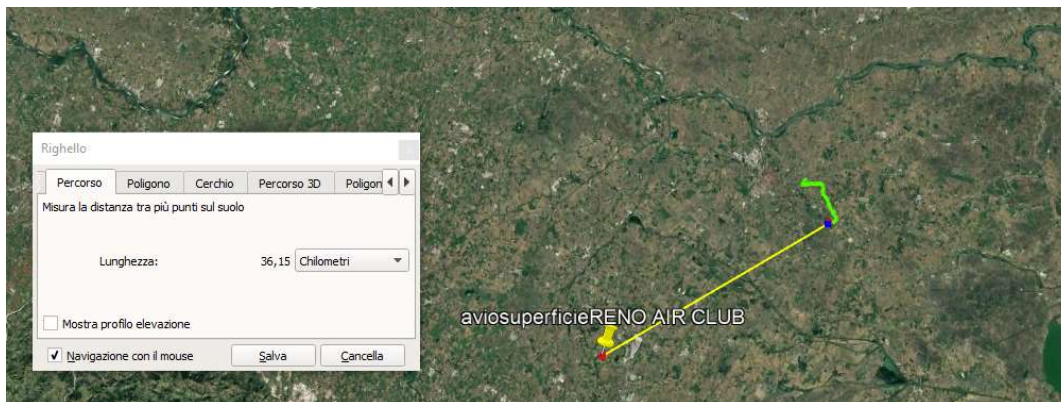 Righello
Percorso Poligono Cerchio Percorso 3D Poligon
Misura la distanza tra più punti sul suolo
Lunghezza: 36,15 Chilometri
Mostra profilo elevazione
Navigazione con il mouse Salva Cancella
aviosuperficieRENO AIR CLUB